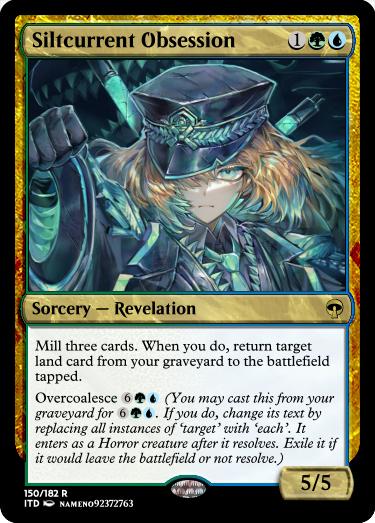 Siltcurrent Obsession 1
Sorcery — Revelation
Mill three cards. When you do, return target
land card from your graveyard to the battlefield
tapped.
Overcoalesce 6 (You may cast this from your
graveyard for 6 . If you do, change its text by
replacing all instances of ‘target’ with ‘each’. It
enters as a Horror creature after it resolves. Exile it if
it would leave the battlefield or not resolve.)
5/5
150/182 R
ITD NAMENO92372763